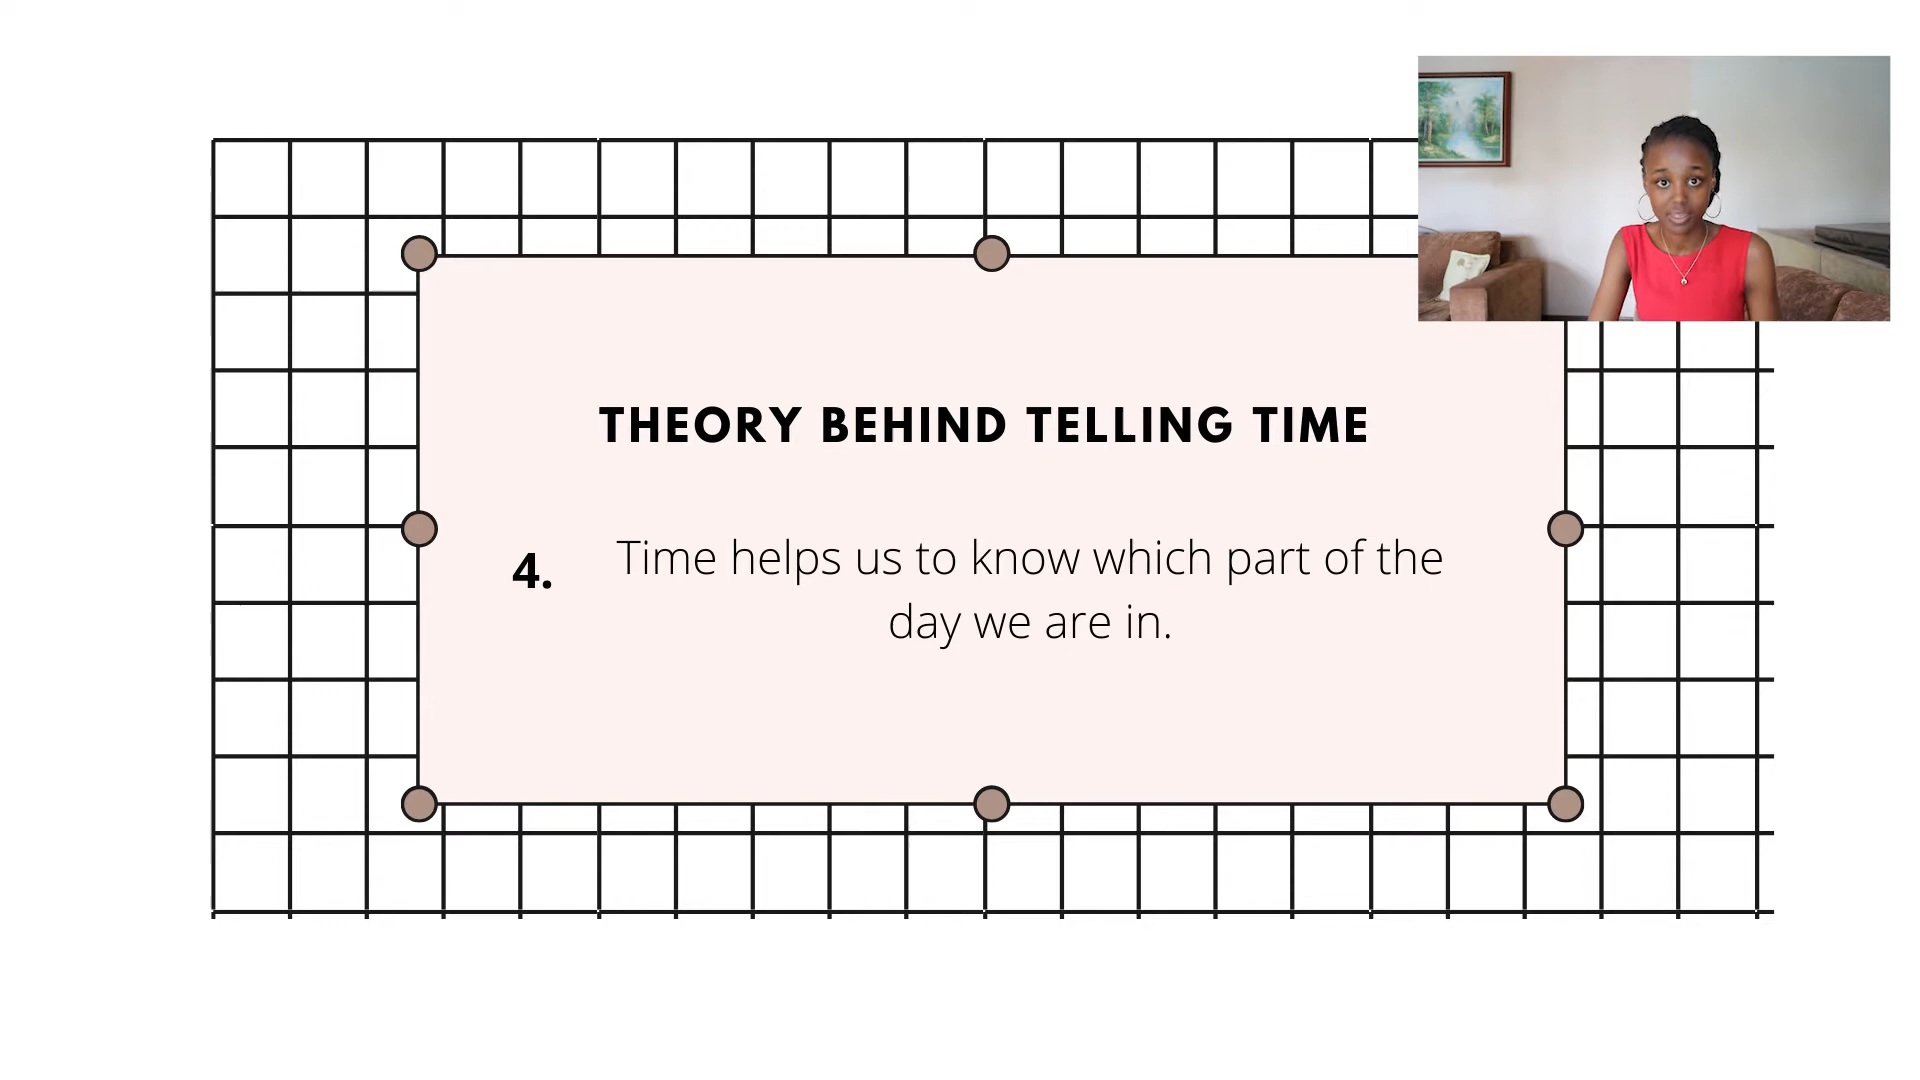 THEORY BEHIND TELLING TIME
4. Time helps us to know which part of the
day we are in.